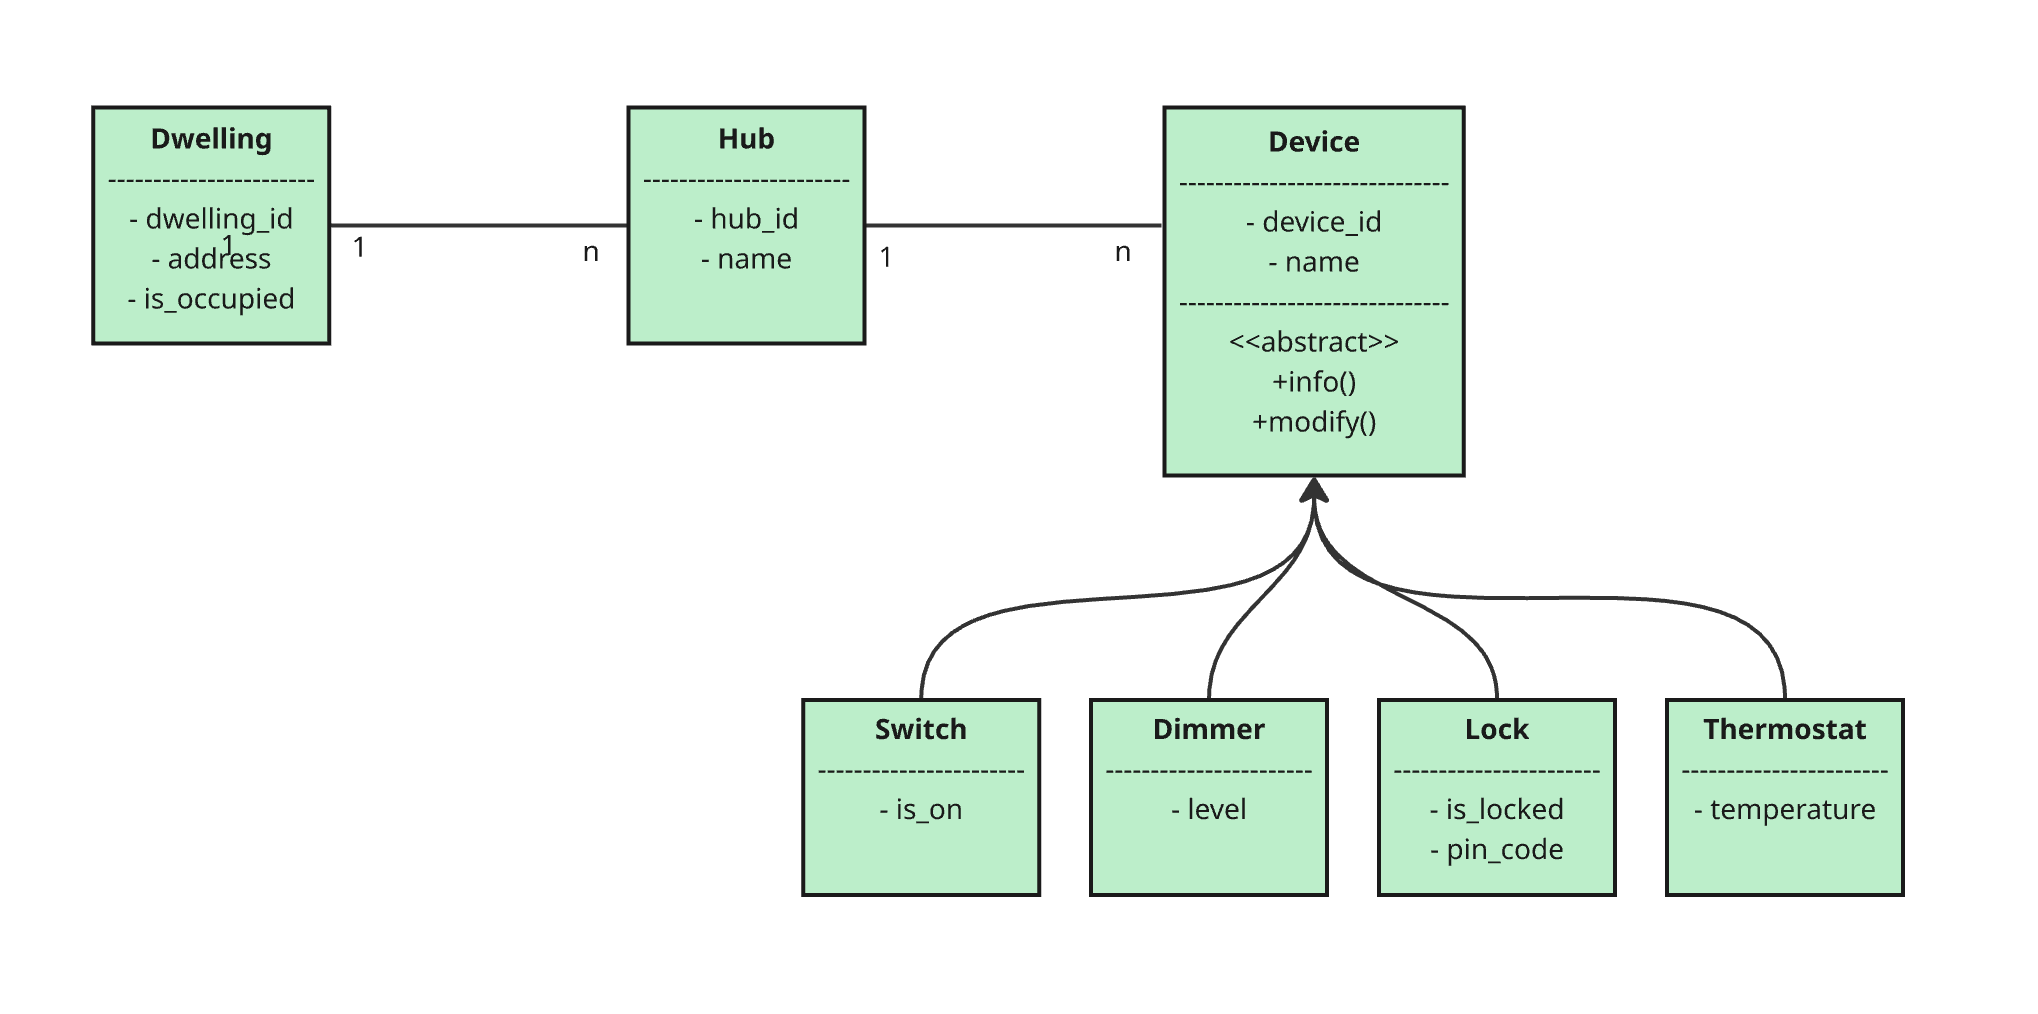 Dwelling
-----------------------
- dwelling_id
1
- address
- is_occupied
1
n
Hub
-----------------------
- hub_id
- name
1
n
Device
------------------------------
- device_id
- name
------------------------------
<<abstract>>
+info()
+modify()
Switch
-----------------------
- is_on
Dimmer
-----------------------
- level
Lock
-----------------------
- is_locked
- pin_code
Thermostat
-----------------------
- temperature